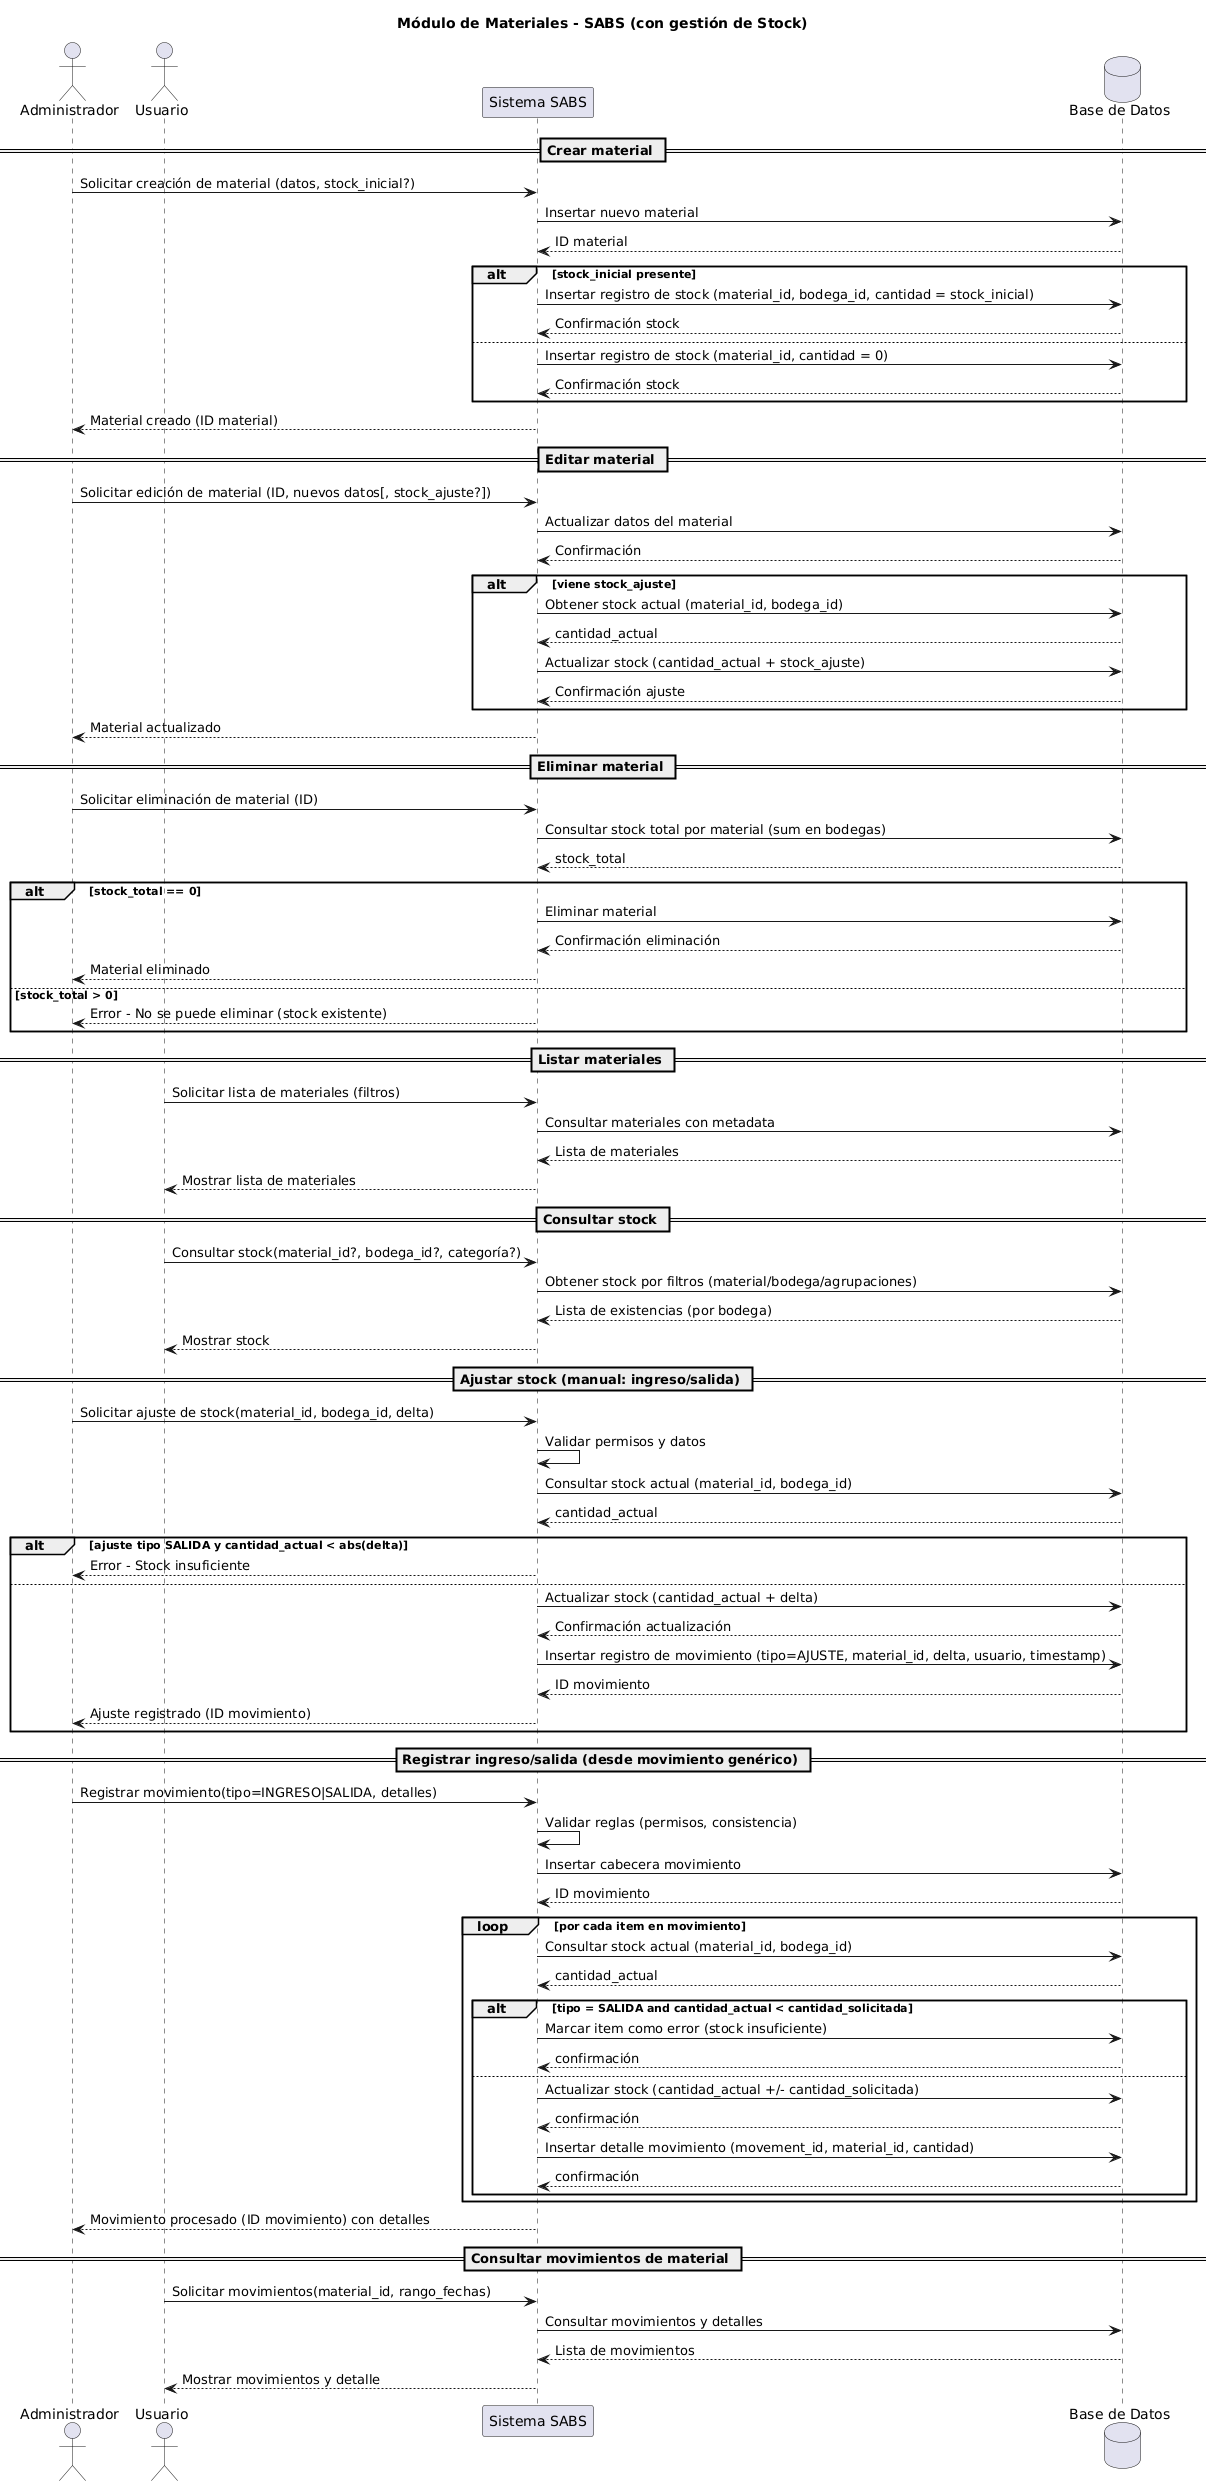 Módulo de Materiales - SABS (con gestión de Stock)
Administrador
Usuario
Sistema SABS
Base de Datos
Crear material
Solicitar creación de material (datos, stock_inicial?)
Insertar nuevo material
ID material
alt [stock_inicial presente]
Insertar registro de stock (material_id, bodega_id, cantidad = stock_inicial)
Confirmación stock
Insertar registro de stock (material_id, cantidad = 0)
Confirmación stock
Material creado (ID material)
Editar material
Solicitar edición de material (ID, nuevos datos[, stock_ajuste?])
Actualizar datos del material
Confirmación
alt [viene stock_ajuste]
Obtener stock actual (material_id, bodega_id)
cantidad_actual
Actualizar stock (cantidad_actual + stock_ajuste)
Confirmación ajuste
Material actualizado
Eliminar material
Solicitar eliminación de material (ID)
Consultar stock total por material (sum en bodegas)
stock_total
alt [stock_total == 0]
Eliminar material
Confirmación eliminación
Material eliminado
[stock_total > 0]
Error - No se puede eliminar (stock existente)
Listar materiales
Solicitar lista de materiales (filtros)
Consultar materiales con metadata
Lista de materiales
Mostrar lista de materiales
Consultar stock
Consultar stock(material_id?, bodega_id?, categoría?)
Obtener stock por filtros (material/bodega/agrupaciones)
Lista de existencias (por bodega)
Mostrar stock
Ajustar stock (manual: ingreso/salida)
Solicitar ajuste de stock(material_id, bodega_id, delta)
Validar permisos y datos
Consultar stock actual (material_id, bodega_id)
cantidad_actual
alt [ajuste tipo SALIDA y cantidad_actual < abs(delta)]
Error - Stock insuficiente
Actualizar stock (cantidad_actual + delta)
Confirmación actualización
Insertar registro de movimiento (tipo=AJUSTE, material_id, delta, usuario, timestamp)
ID movimiento
Ajuste registrado (ID movimiento)
Registrar ingreso/salida (desde movimiento genérico)
Registrar movimiento(tipo=INGRESO|SALIDA, detalles)
Validar reglas (permisos, consistencia)
Insertar cabecera movimiento
ID movimiento
loop [por cada item en movimiento]
Consultar stock actual (material_id, bodega_id)
cantidad_actual
alt [tipo = SALIDA and cantidad_actual < cantidad_solicitada]
Marcar item como error (stock insuficiente)
confirmación
Actualizar stock (cantidad_actual +/- cantidad_solicitada)
confirmación
Insertar detalle movimiento (movement_id, material_id, cantidad)
confirmación
Movimiento procesado (ID movimiento) con detalles
Consultar movimientos de material
Solicitar movimientos(material_id, rango_fechas)
Consultar movimientos y detalles
Lista de movimientos
Mostrar movimientos y detalle
Administrador
Usuario
Sistema SABS
Base de Datos